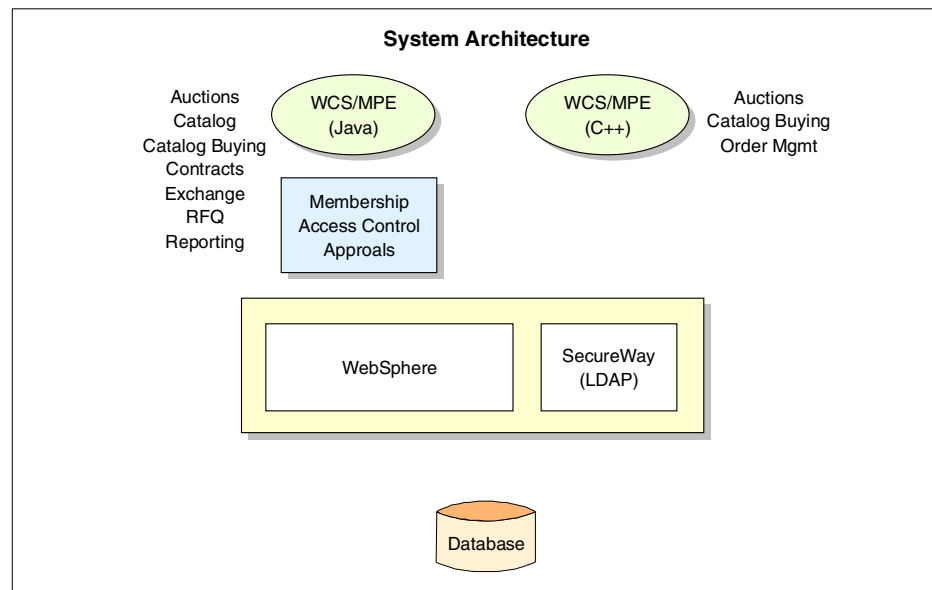 System Architecture
Auctions
Catalog
Catalog Buying
Contracts
Exchange
RFQ
Reporting
WCS/MPE
(Java)
WCS/MPE
(C++)
Auctions
Catalog Buying
Order Mgmt
Membership
Access Control
Approals
WebSphere
SecureWay
(LDAP)
Database